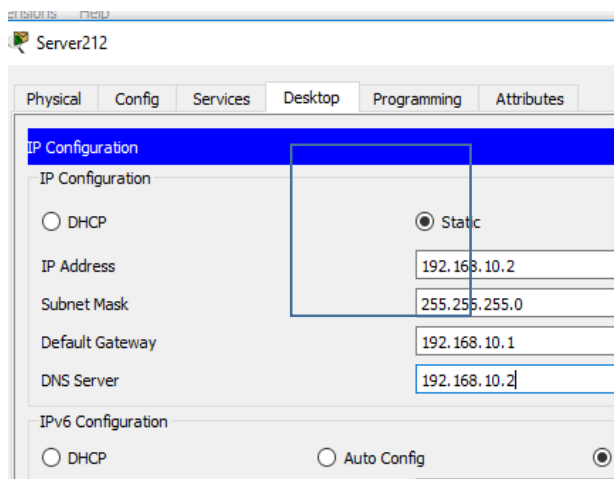 Help
Server212
Physical Config Services Desktop Programming Attributes
IP Configuration
IP Configuration
DHCP Static
IP Address 192.168.10.2
Subnet Mask 255.255.255.0
Default Gateway 192.168.10.1
DNS Server 192.168.10.2
IPv6 Configuration
DHCP Auto Config